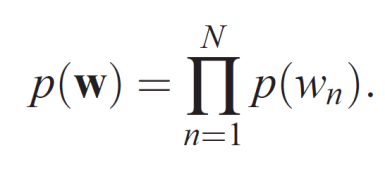 p(w) = ∏_{n=1}^{N} p(w_n).